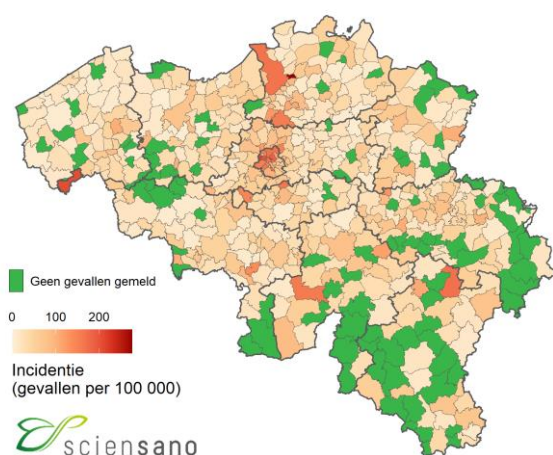 Geen gevallen gemeld
0 100 200
Incidentie
(gevallen per 100 000)
sciensano